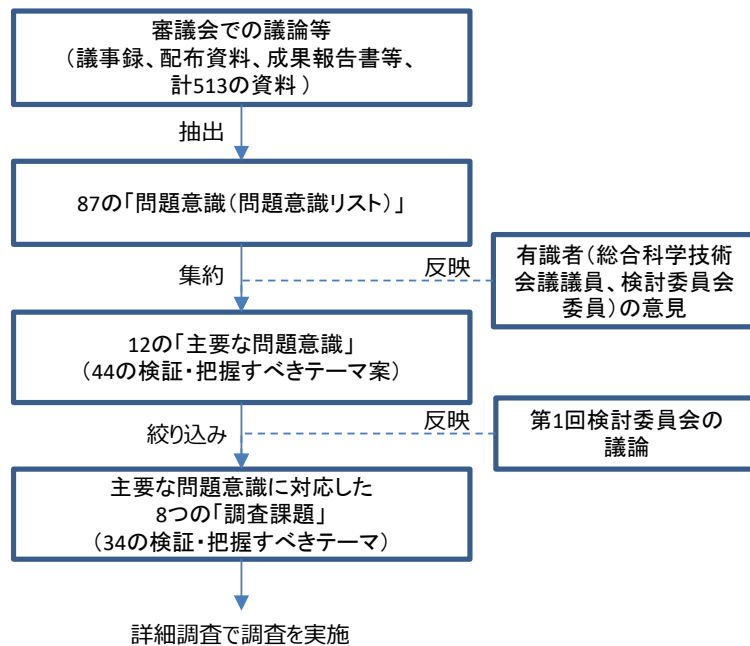 審議会での議論等
（議事録、配布資料、成果報告書等、
計513の資料）
抽出
87の「問題意識（問題意識リスト）」
集約
反映
有識者（総合科学技術
会議議員、検討委員会
委員）の意見
12の「主要な問題意識」
（44の検証・把握すべきテーマ案）
絞り込み
反映
第1回検討委員会の
議論
主要な問題意識に対応した
8つの「調査課題」
（34の検証・把握すべきテーマ）
詳細調査で調査を実施